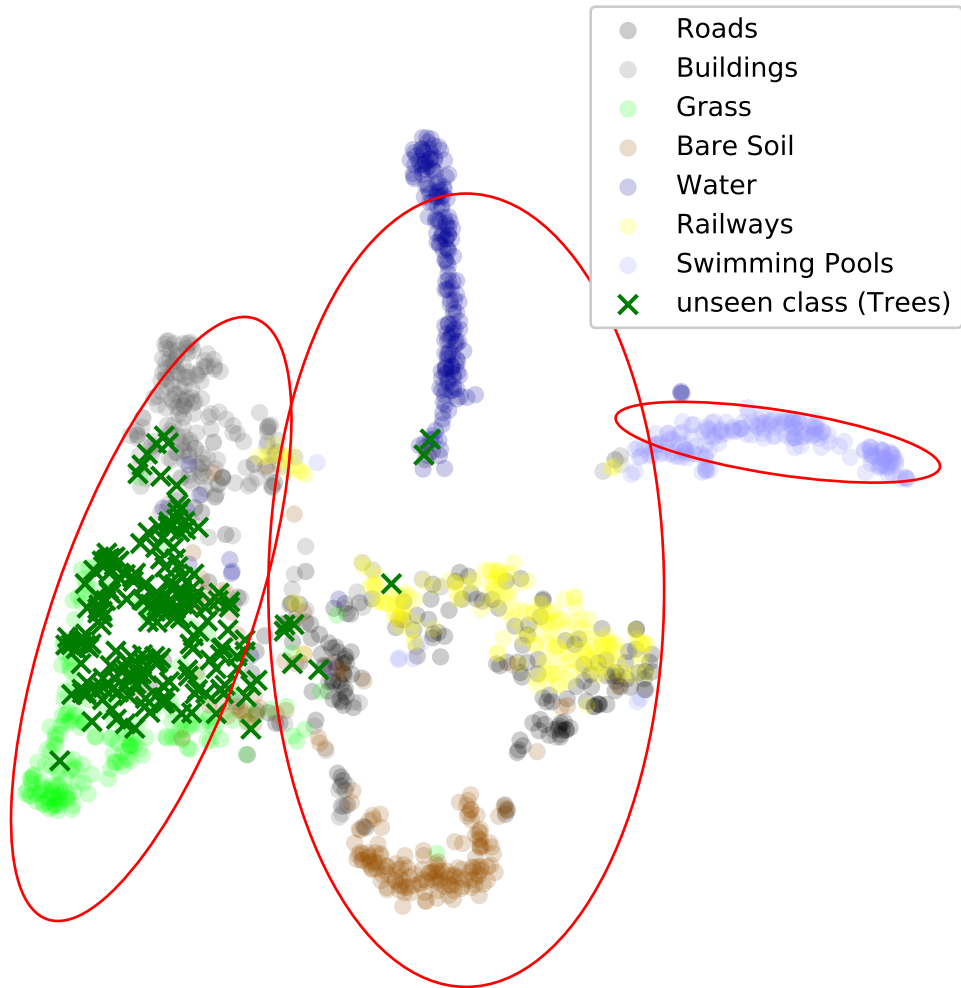 Roads
Buildings
Grass
Bare Soil
Water
Railways
Swimming Pools
unseen class (Trees)